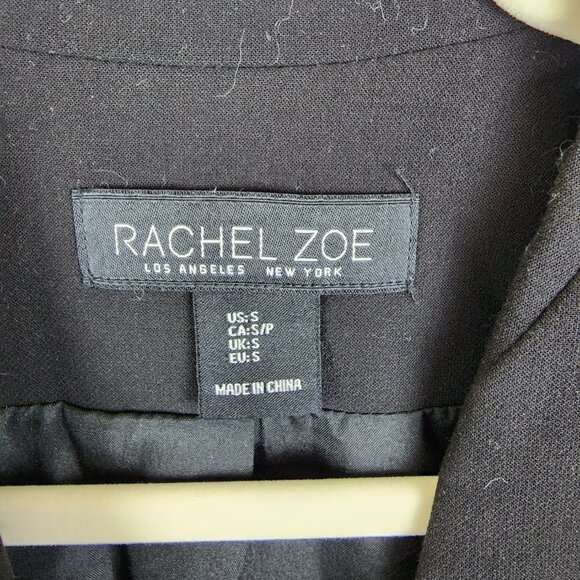 RACHEL ZOE
LOS ANGELES NEW YORK
US:S
CA:S/P
UK:S
EU:S
MADE IN CHINA